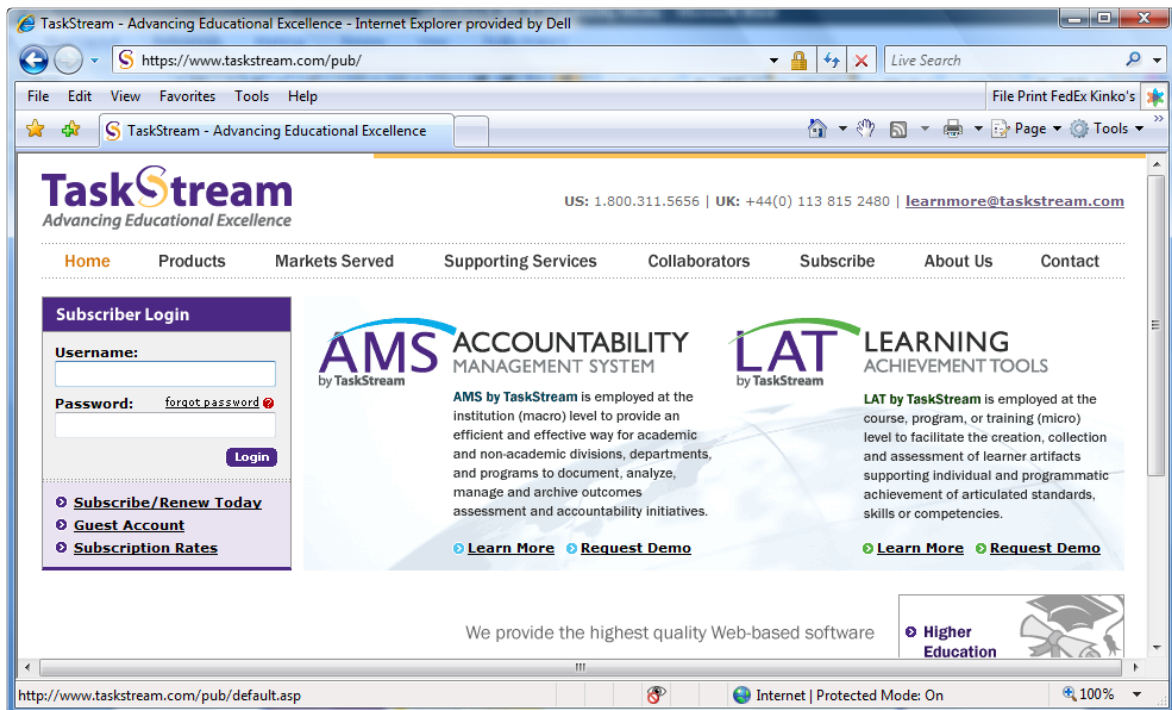 TaskStream - Advancing Educational Excellence - Internet Explorer provided by Dell
https://www.taskstream.com/pub/
Live Search
File Edit View Favorites Tools Help
File Print FedEx Kinko's
TaskStream - Advancing Educational Excellence
Page Tools
TaskStream
Advancing Educational Excellence
US: 1.800.311.5656 | UK: +44(0) 113 815 2480 | learnmore@taskstream.com
Home Products Markets Served Supporting Services Collaborators Subscribe About Us Contact
Subscriber Login
Username:
Password: forgot password ?
Login
Subscribe/Renew Today
Guest Account
Subscription Rates
AMS
by TaskStream
ACCOUNTABILITY
MANAGEMENT SYSTEM
AMS by TaskStream is employed at the
institution (macro) level to provide an
efficient and effective way for academic
and non-academic divisions, departments,
and programs to document, analyze,
manage and archive outcomes
assessment and accountability initiatives.
Learn More Request Demo
LAT
by TaskStream
LEARNING
ACHIEVEMENT TOOLS
LAT by TaskStream is employed at the
course, program, or training (micro)
level to facilitate the creation, collection
and assessment of learner artifacts
supporting individual and programmatic
achievement of articulated standards,
skills or competencies.
Learn More Request Demo
We provide the highest quality Web-based software
Higher
Education
http://www.taskstream.com/pub/default.asp
Internet | Protected Mode: On
100%